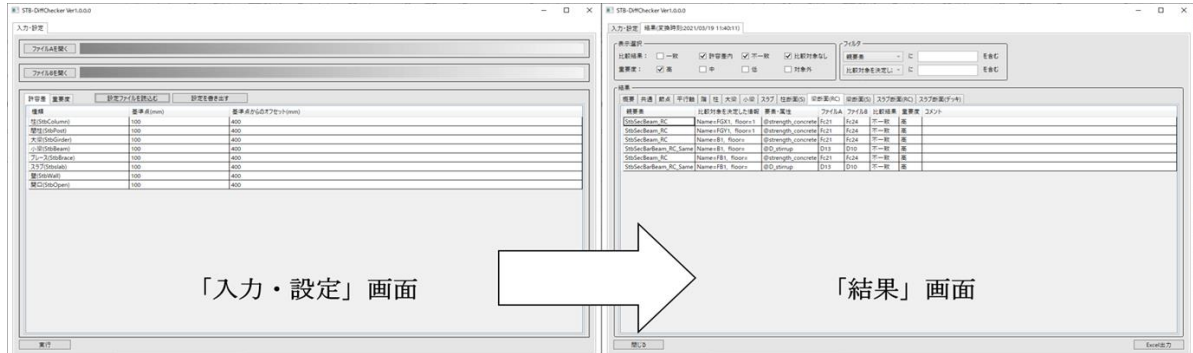 STB-DiffChecker Ver1.0.0.0
入力・設定
ファイルAを開く
ファイルBを開く
許容差 重要度 設定ファイルを読込む 設定を書き出す
種類 基準点(mm) 基準点からのオフセット(mm)
柱(StbColumn) 100 400
間柱(StbPost) 100 400
大梁(StbGirder) 100 400
小梁(StbBeam) 100 400
ブレース(StbBrace) 100 400
スラブ(StbSlab) 100 400
壁(StbWall) 100 400
開口(StbOpen) 100 400
「入力・設定」画面
実行
STB-DiffChecker Ver1.0.0.0
入力・設定 結果(変換時刻:2021/03/19 11:40:11)
表示選択 フィルタ
比較結果： 一致 許容差内 不一致 比較対象なし 親要素 に を含む
重要度： 高 中 低 対象外 比較対象を決定し に を含む
結果
概要 共通 節点 平行軸 階 柱 大梁 小梁 スラブ 柱断面(S) 梁断面(RC) 梁断面(S) スラブ断面(RC) スラブ断面(デッキ)
親要素 比較対象を決定した情報 要素・属性 ファイルA ファイルB 比較結果 重要度 コメント
StbSecBeam_RC Name=FGX1, floor=1 @strength_concrete Fc21 Fc24 不一致 高
StbSecBeam_RC Name=FGY1, floor=1 @strength_concrete Fc21 Fc24 不一致 高
StbSecBeam_RC Name=B1, floor= @strength_concrete Fc21 Fc24 不一致 高
StbSecBarBeam_RC_Same Name=B1, floor= @D_stirrup D13 D10 不一致 高
StbSecBeam_RC Name=FB1, floor= @strength_concrete Fc21 Fc24 不一致 高
StbSecBarBeam_RC_Same Name=FB1, floor= @D_stirrup D13 D10 不一致 高
「結果」画面
閉じる Excel出力